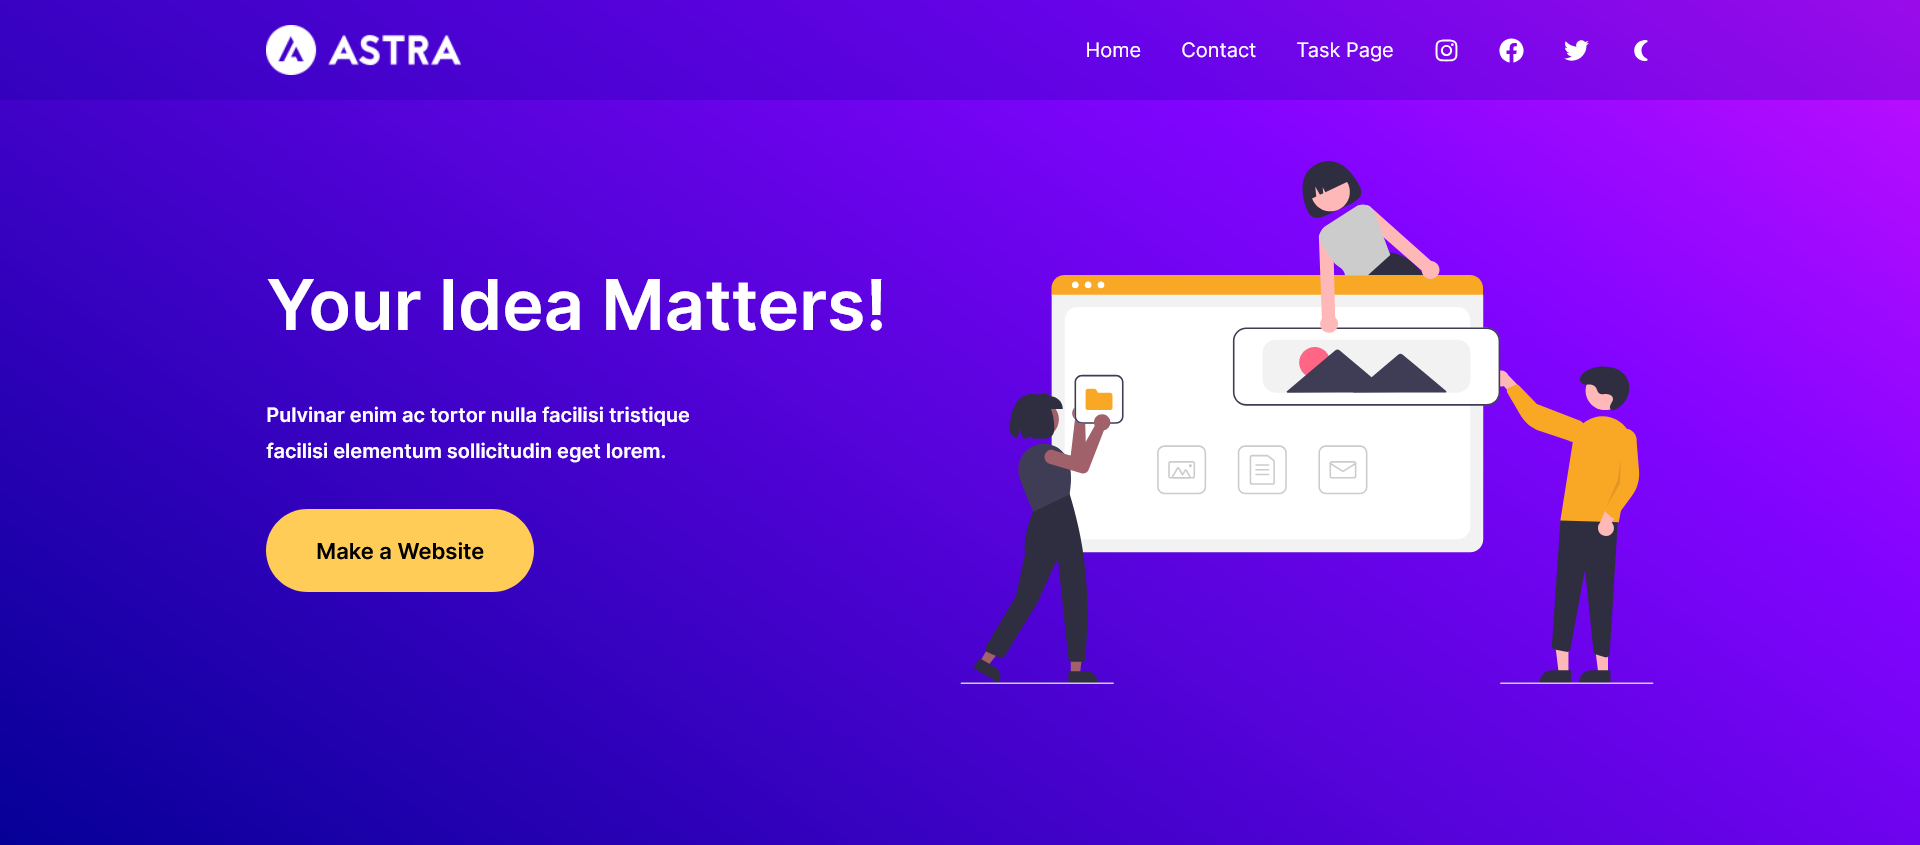 ASTRA
Home Contact Task Page
Your Idea Matters!
Pulvinar enim ac tortor nulla facilisi tristique
facilisi elementum sollicitudin eget lorem.
Make a Website